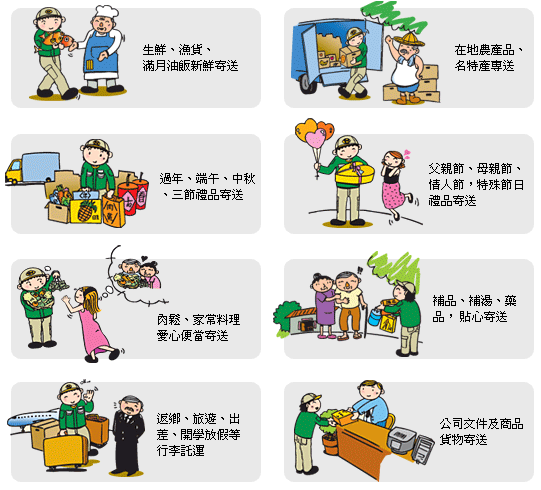 生鮮、漁貨、
滿月油飯新鮮寄送
在地農產品、
名特產專送
過年、端午、中秋
、三節禮品寄送
父親節、母親節、
情人節，特殊節日
禮品寄送
肉鬆、家常料理
愛心便當寄送
補品、補湯、藥
品， 貼心寄送
返鄉、旅遊、出
差、開學放假等
行李託運
公司文件及商品
貨物寄送